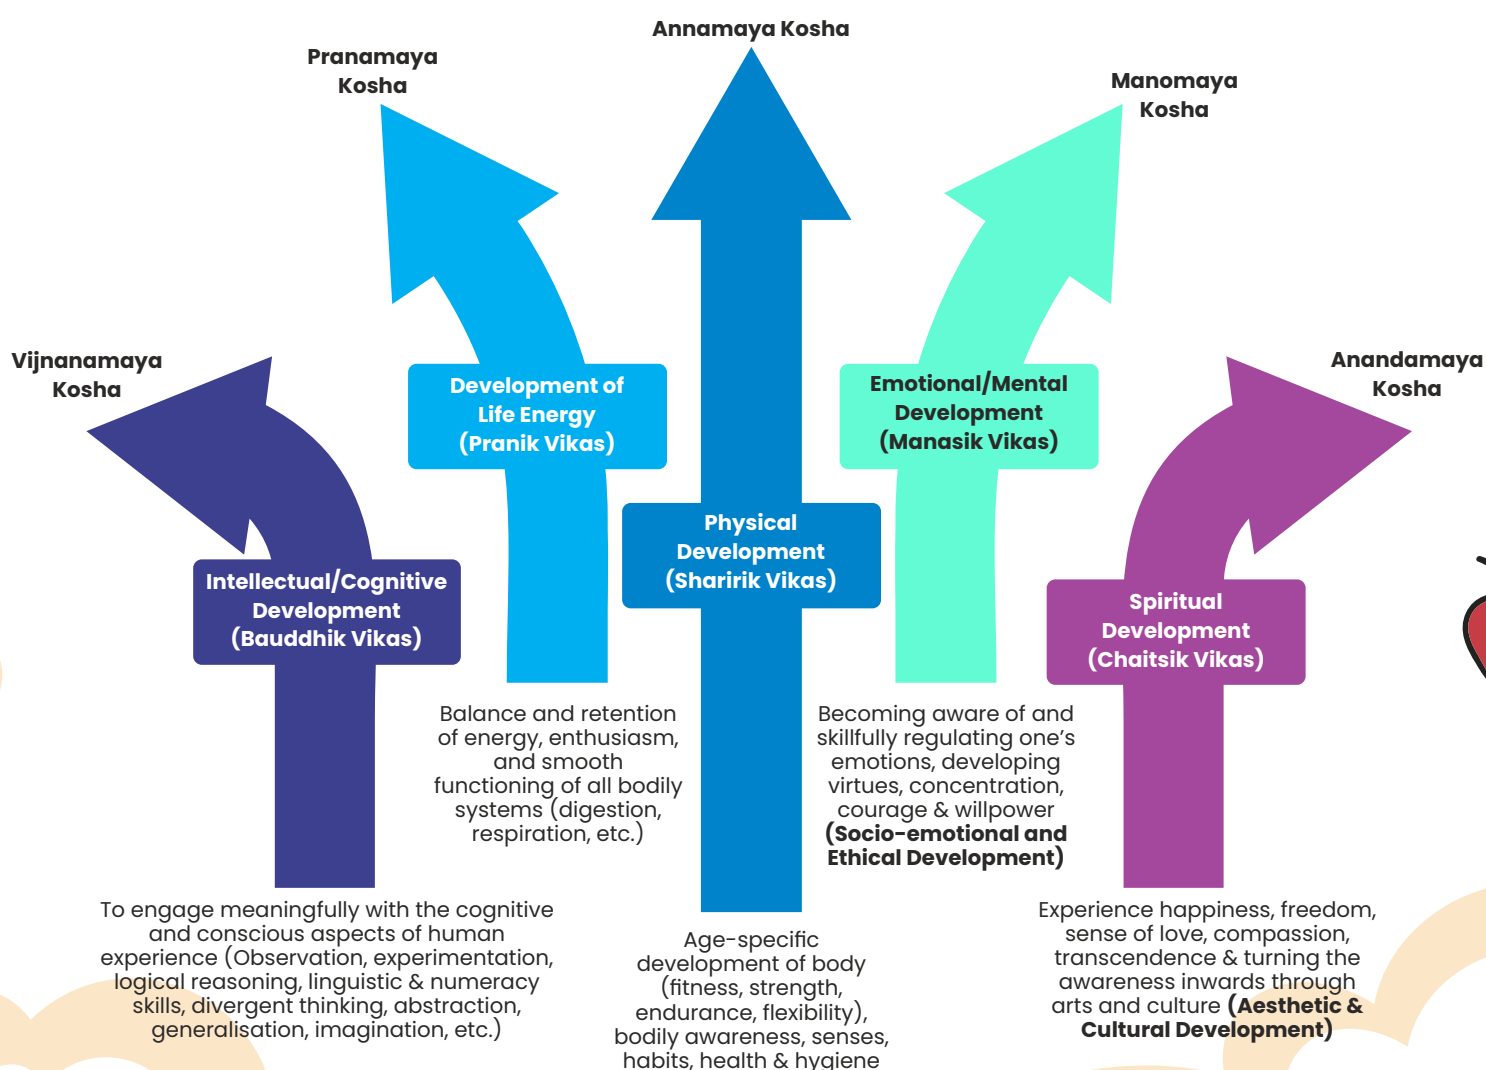 Annamaya Kosha
Pranamaya
Kosha
Manomaya
Kosha
Vijnanamaya
Kosha
Anandamaya
Kosha
Development of
Life Energy
(Pranik Vikas)
Emotional/Mental
Development
(Manasik Vikas)
Physical
Development
(Sharirik Vikas)
Intellectual/Cognitive
Development
(Bauddhik Vikas)
Spiritual
Development
(Chaitsik Vikas)
Balance and retention
of energy, enthusiasm,
and smooth
functioning of all bodily
systems (digestion,
respiration, etc.)
Becoming aware of and
skillfully regulating one's
emotions, developing
virtues, concentration,
courage & willpower
(Socio-emotional and
Ethical Development)
To engage meaningfully with the cognitive
and conscious aspects of human
experience (Observation, experimentation,
logical reasoning, linguistic & numeracy
skills, divergent thinking, abstraction,
generalisation, imagination, etc.)
Age-specific
development of body
(fitness, strength,
endurance, flexibility),
bodily awareness, senses,
habits, health & hygiene
Experience happiness, freedom,
sense of love, compassion,
transcendence & turning the
awareness inwards through
arts and culture (Aesthetic &
Cultural Development)